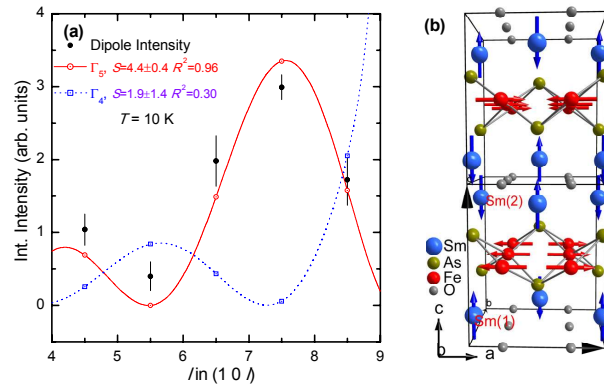 (a)
Dipole Intensity
Γ5, S=4.4±0.4 R²=0.96
Γ4, S=1.9±1.4 R²=0.30
T = 10 K
Int. Intensity (arb. units)
4
3
2
1
0
4 5 6 7 8 9
l in (1 0 l)
(b)
Sm(2)
Sm
As
Fe
O
Sm(1)
b
c
b a